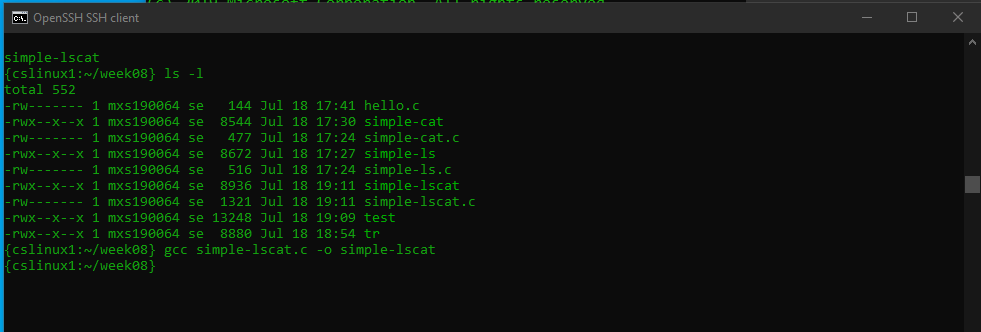 (c) 2019 Microsoft Corporation. All rights reserved.
OpenSSH SSH client
simple-lscat
{cslinux1:~/week08} ls -l
total 552
-rw------- 1 mxs190064 se   144 Jul 18 17:41 hello.c
-rwx--x--x 1 mxs190064 se  8544 Jul 18 17:30 simple-cat
-rw------- 1 mxs190064 se   477 Jul 18 17:24 simple-cat.c
-rwx--x--x 1 mxs190064 se  8672 Jul 18 17:27 simple-ls
-rw------- 1 mxs190064 se   516 Jul 18 17:24 simple-ls.c
-rwx--x--x 1 mxs190064 se  8936 Jul 18 19:11 simple-lscat
-rw------- 1 mxs190064 se  1321 Jul 18 19:11 simple-lscat.c
-rwx--x--x 1 mxs190064 se 13248 Jul 18 19:09 test
-rwx--x--x 1 mxs190064 se  8880 Jul 18 18:54 tr
{cslinux1:~/week08} gcc simple-lscat.c -o simple-lscat
{cslinux1:~/week08}